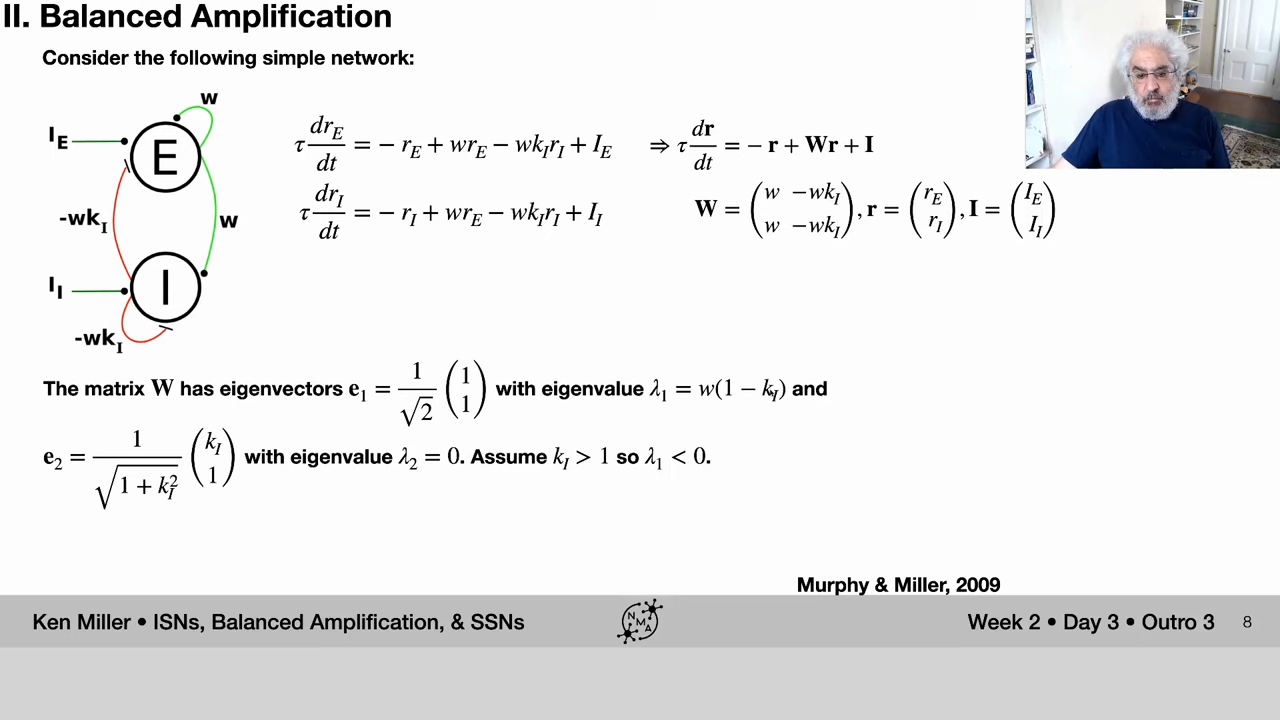 II. Balanced Amplification
Consider the following simple network:
w
I_E
E
-wk_I
w
I_I
I
-wk_I
τ dr_E/dt = − r_E + wr_E − wk_I r_I + I_E
τ dr_I/dt = − r_I + wr_E − wk_I r_I + I_I
⇒ τ dr/dt = − r + Wr + I
W = (w −wk_I; w −wk_I), r = (r_E; r_I), I = (I_E; I_I)
The matrix W has eigenvectors e_1 = 1/√2 (1; 1) with eigenvalue λ_1 = w(1 − k_I) and
e_2 = 1/√(1 + k_I^2) (k_I; 1) with eigenvalue λ_2 = 0. Assume k_I > 1 so λ_1 < 0.
Murphy & Miller, 2009
Ken Miller • ISNs, Balanced Amplification, & SSNs
NMA
Week 2 • Day 3 • Outro 3
8